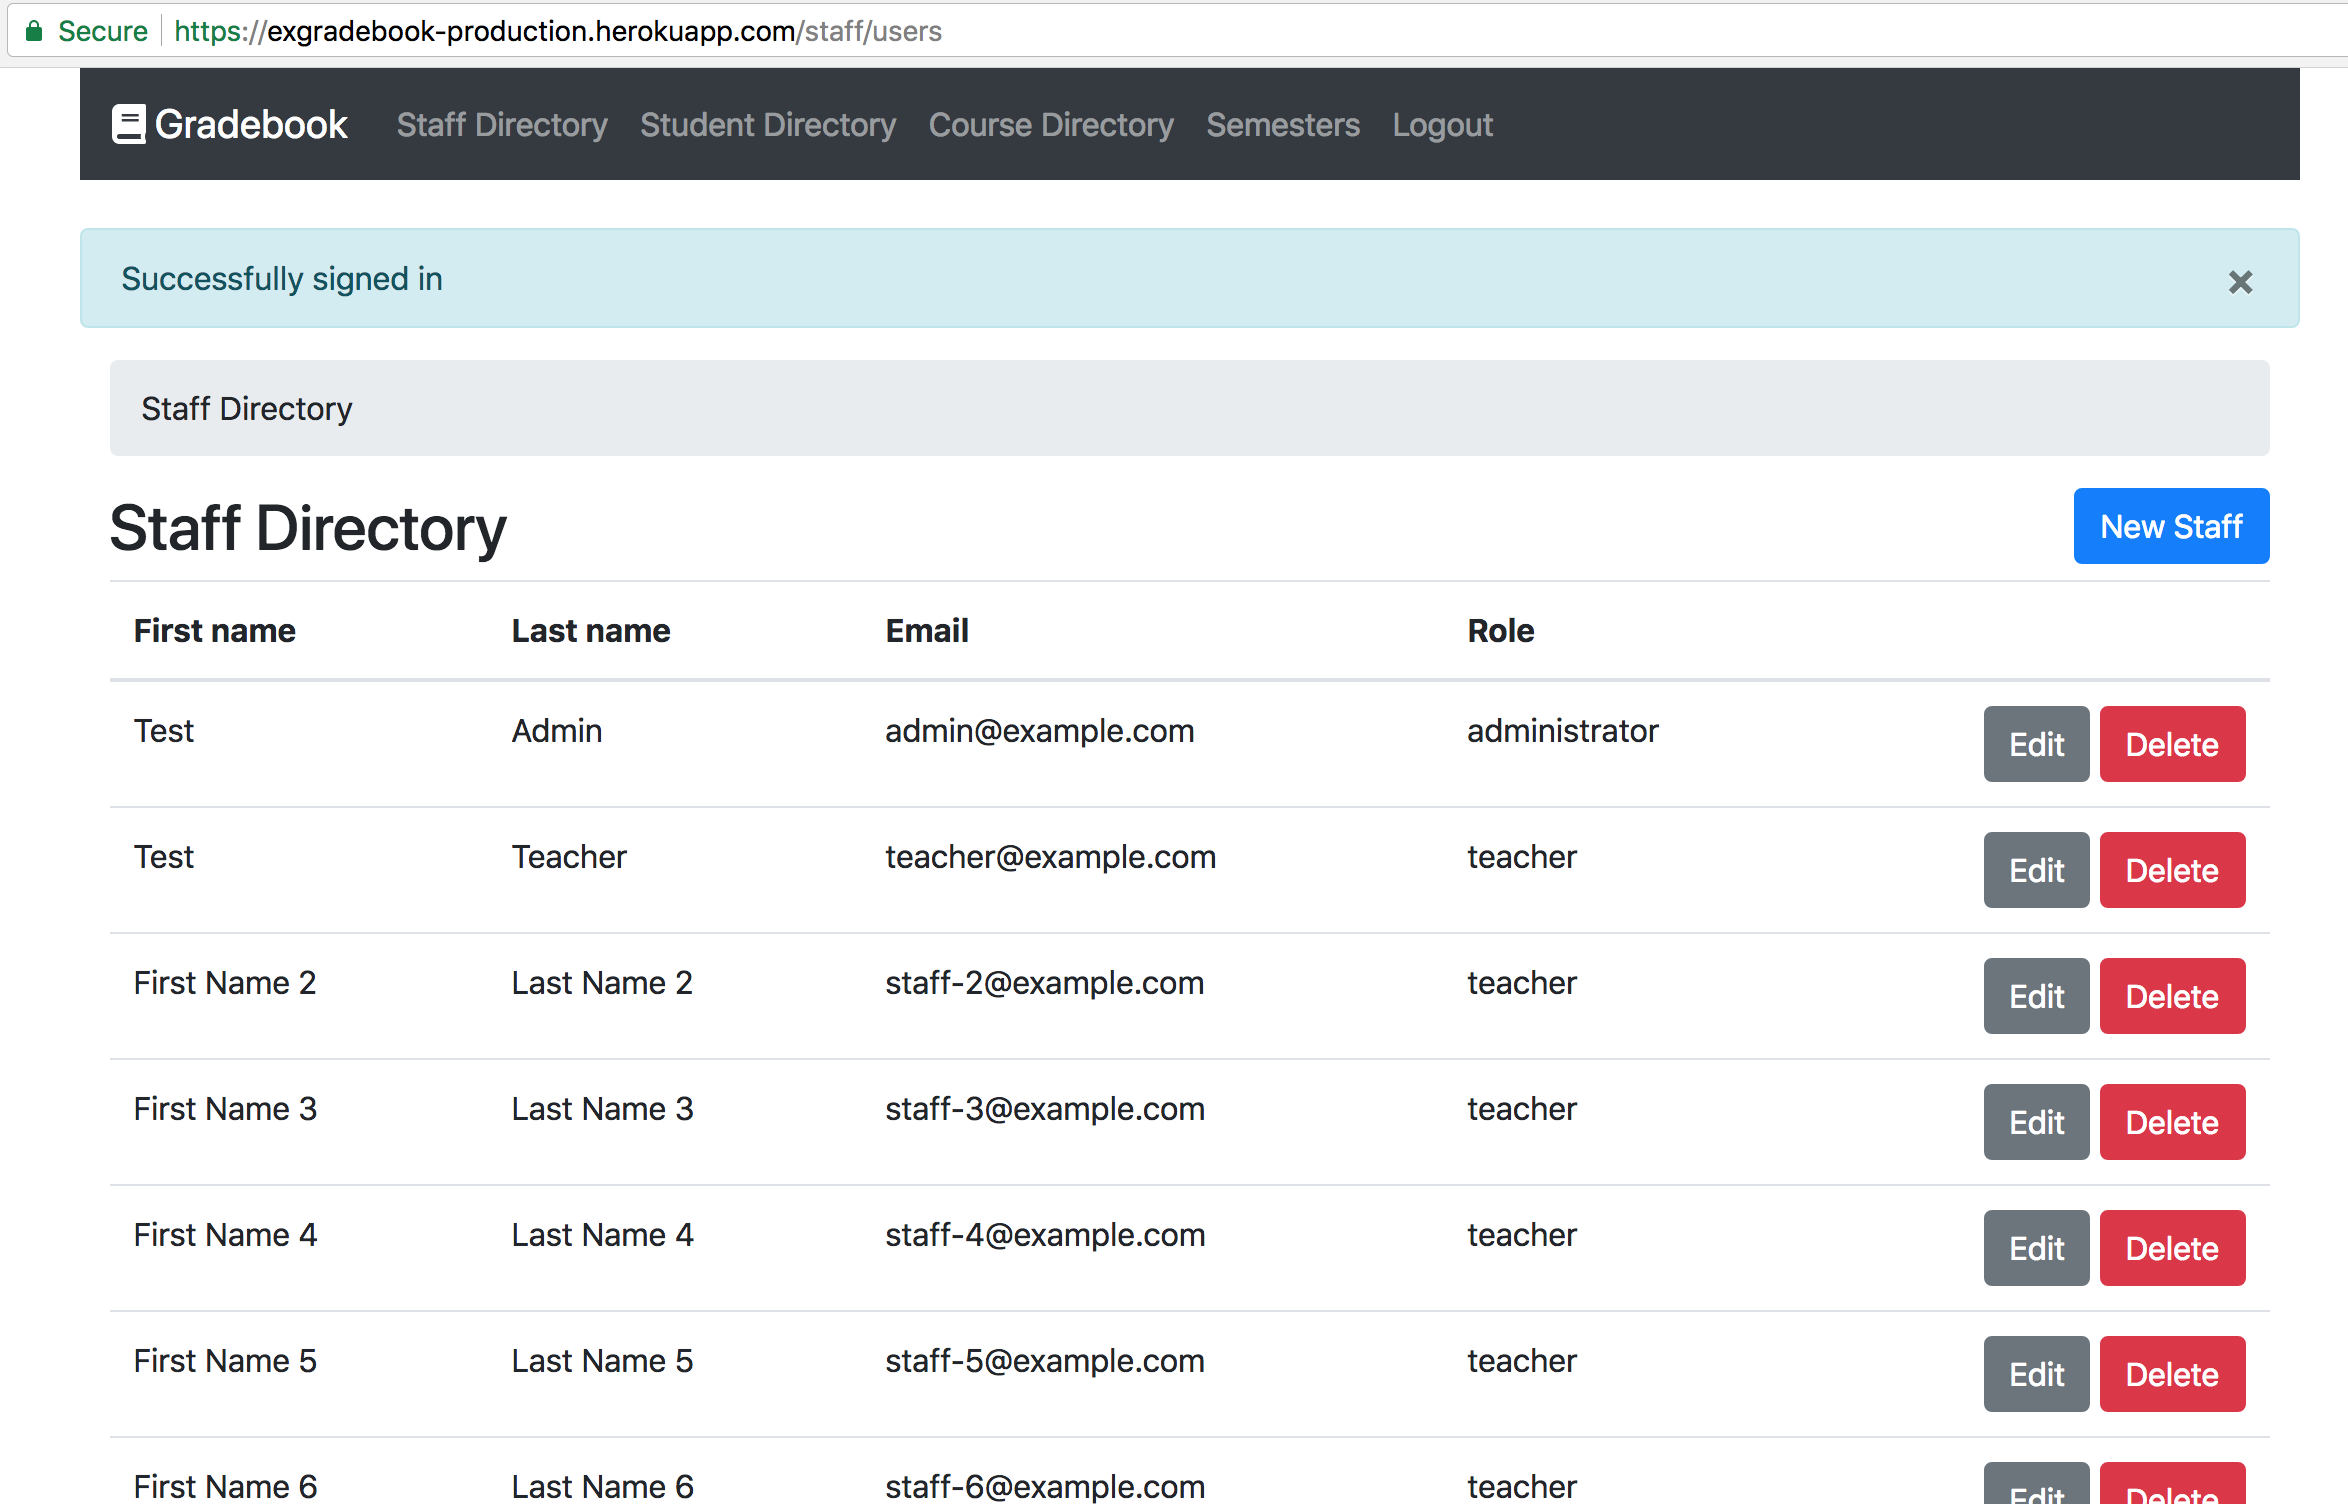 Secure https://exgradebook-production.herokuapp.com/staff/users
Gradebook Staff Directory Student Directory Course Directory Semesters Logout
Successfully signed in ×
Staff Directory
Staff Directory New Staff
First name Last name Email Role
Test Admin admin@example.com administrator Edit Delete
Test Teacher teacher@example.com teacher Edit Delete
First Name 2 Last Name 2 staff-2@example.com teacher Edit Delete
First Name 3 Last Name 3 staff-3@example.com teacher Edit Delete
First Name 4 Last Name 4 staff-4@example.com teacher Edit Delete
First Name 5 Last Name 5 staff-5@example.com teacher Edit Delete
First Name 6 Last Name 6 staff-6@example.com teacher Edit Delete